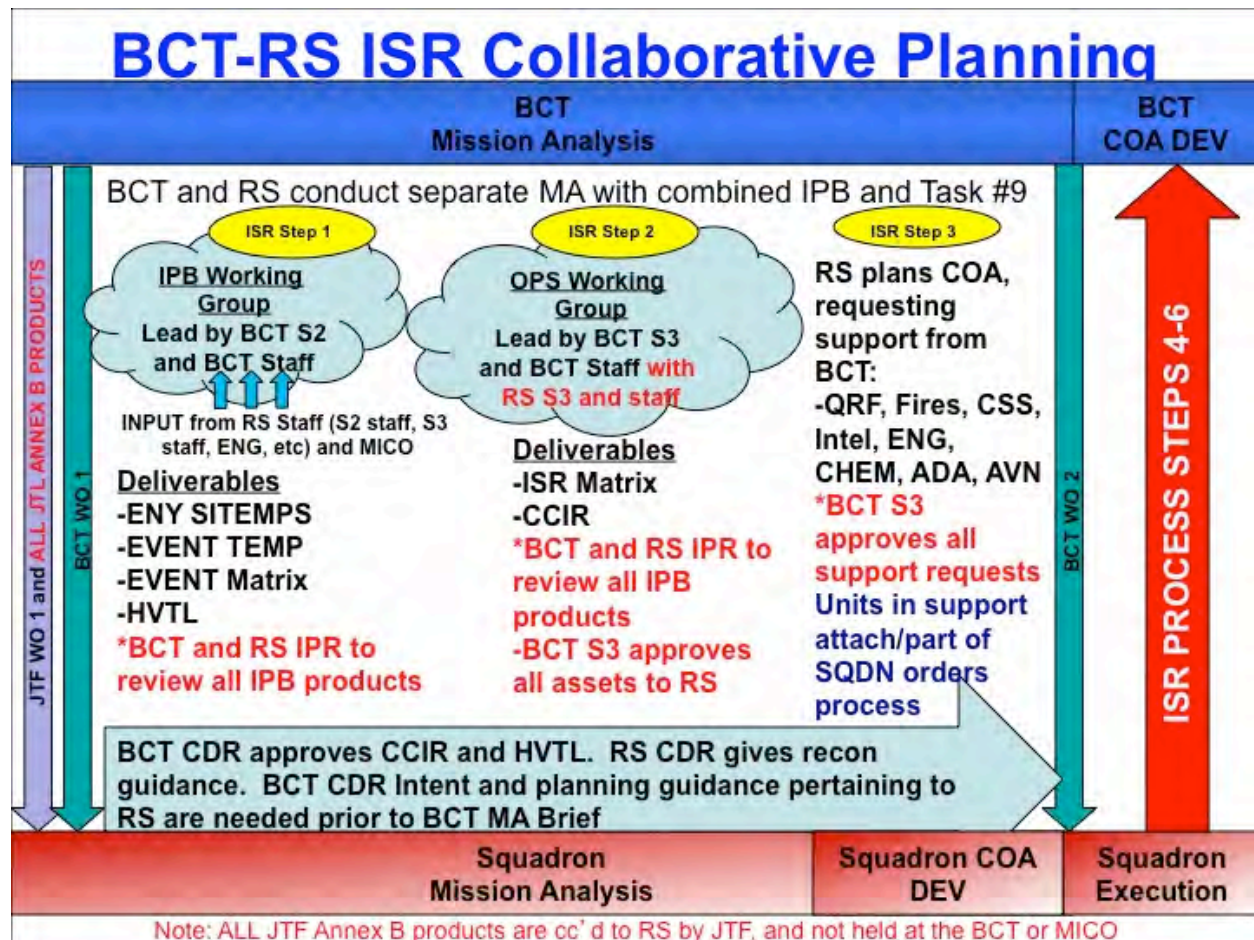 BCT-RS ISR Collaborative Planning
BCT
Mission Analysis
BCT
COA DEV
JTF WO 1 and ALL JTL ANNEX B PRODUCTS
BCT WO 1
BCT and RS conduct separate MA with combined IPB and Task #9
ISR Step 1
IPB Working
Group
Lead by BCT S2
and BCT Staff
INPUT from RS Staff (S2 staff, S3
staff, ENG, etc) and MICO
Deliverables
-ENY SITEMPS
-EVENT TEMP
-EVENT Matrix
-HVTL
*BCT and RS IPR to
review all IPB products
ISR Step 2
OPS Working
Group
Lead by BCT S3
and BCT Staff with
RS S3 and staff
Deliverables
-ISR Matrix
-CCIR
*BCT and RS IPR to
review all IPB
products
-BCT S3 approves
all assets to RS
ISR Step 3
RS plans COA,
requesting
support from
BCT:
-QRF, Fires, CSS,
Intel, ENG,
CHEM, ADA, AVN
*BCT S3
approves all
support requests
Units in support
attach/part of
SQDN orders
process
BCT WO 2
ISR PROCESS STEPS 4-6
BCT CDR approves CCIR and HVTL. RS CDR gives recon
guidance. BCT CDR Intent and planning guidance pertaining to
RS are needed prior to BCT MA Brief
Squadron
Mission Analysis
Squadron COA
DEV
Squadron
Execution
Note: ALL JTF Annex B products are cc'd to RS by JTF, and not held at the BCT or MICO